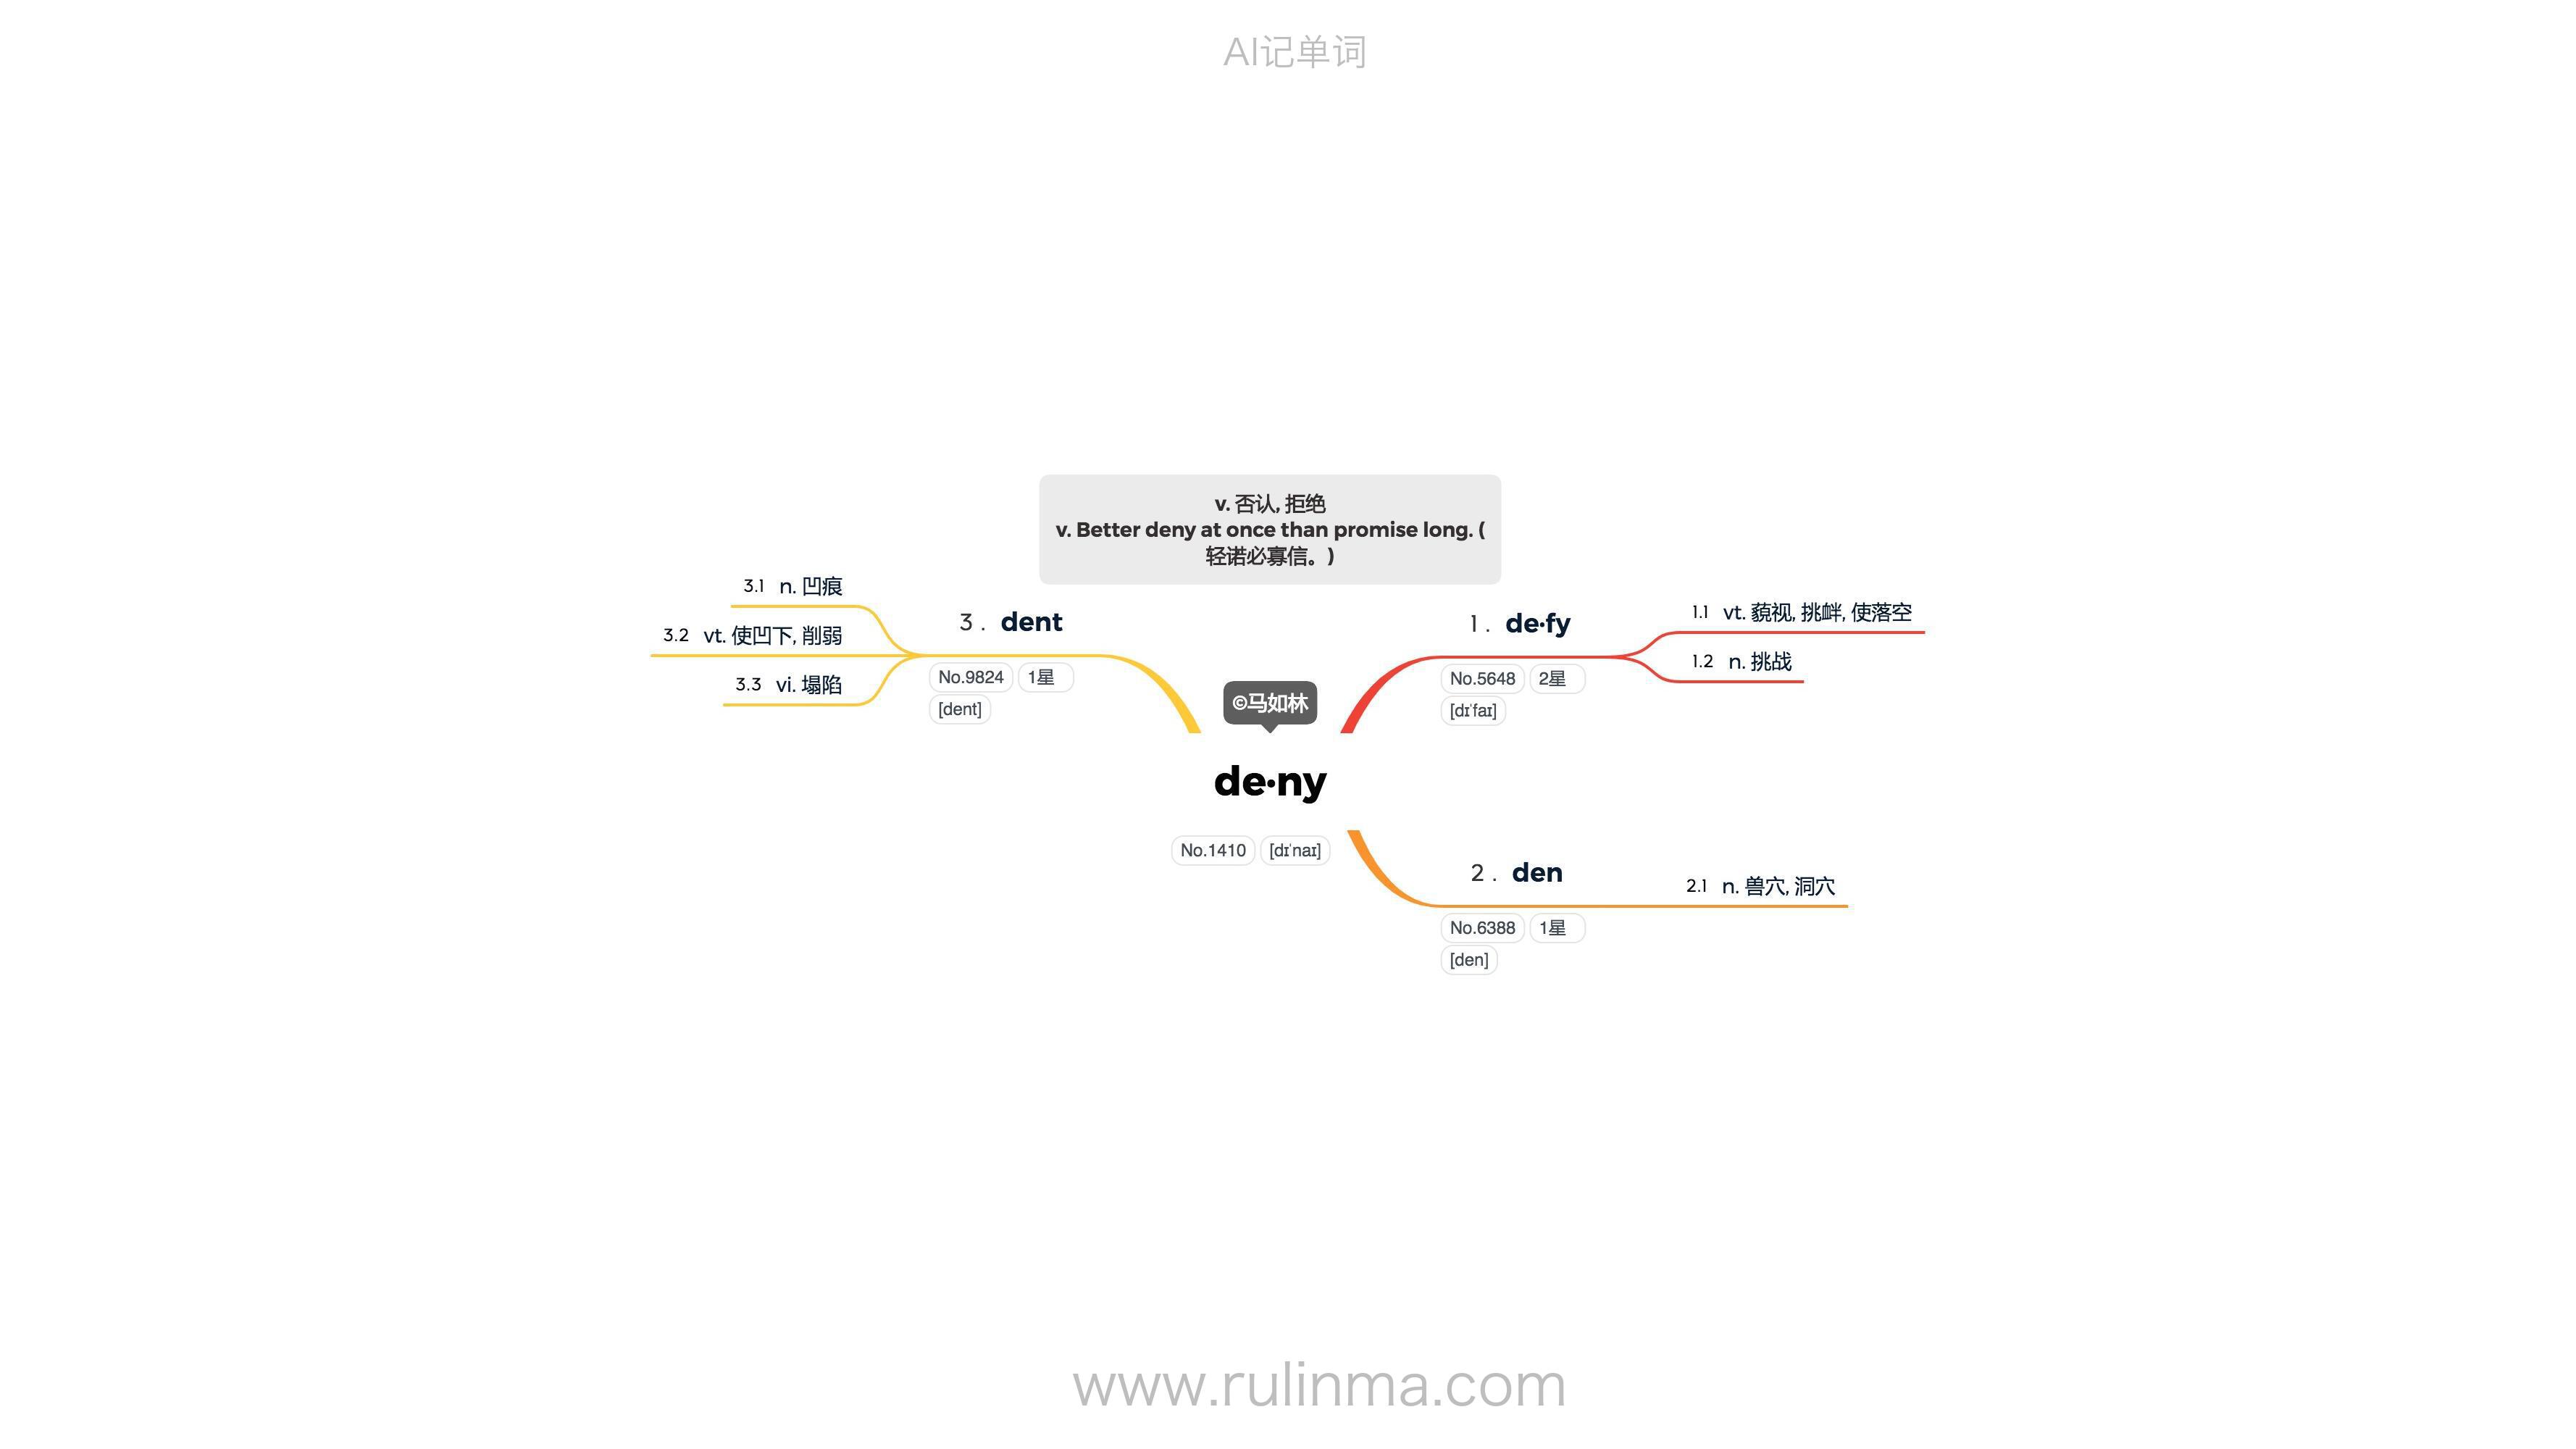 AI记单词
v. 否认, 拒绝
v. Better deny at once than promise long. (
轻诺必寡信。)
©马如林
de·ny
No.1410 [dɪˈnaɪ]
1 . de·fy
No.5648 2星
[dɪˈfaɪ]
1.1 vt. 藐视, 挑衅, 使落空
1.2 n. 挑战
2 . den
No.6388 1星
[den]
2.1 n. 兽穴, 洞穴
3 . dent
No.9824 1星
[dent]
3.1 n. 凹痕
3.2 vt. 使凹下, 削弱
3.3 vi. 塌陷
www.rulinma.com